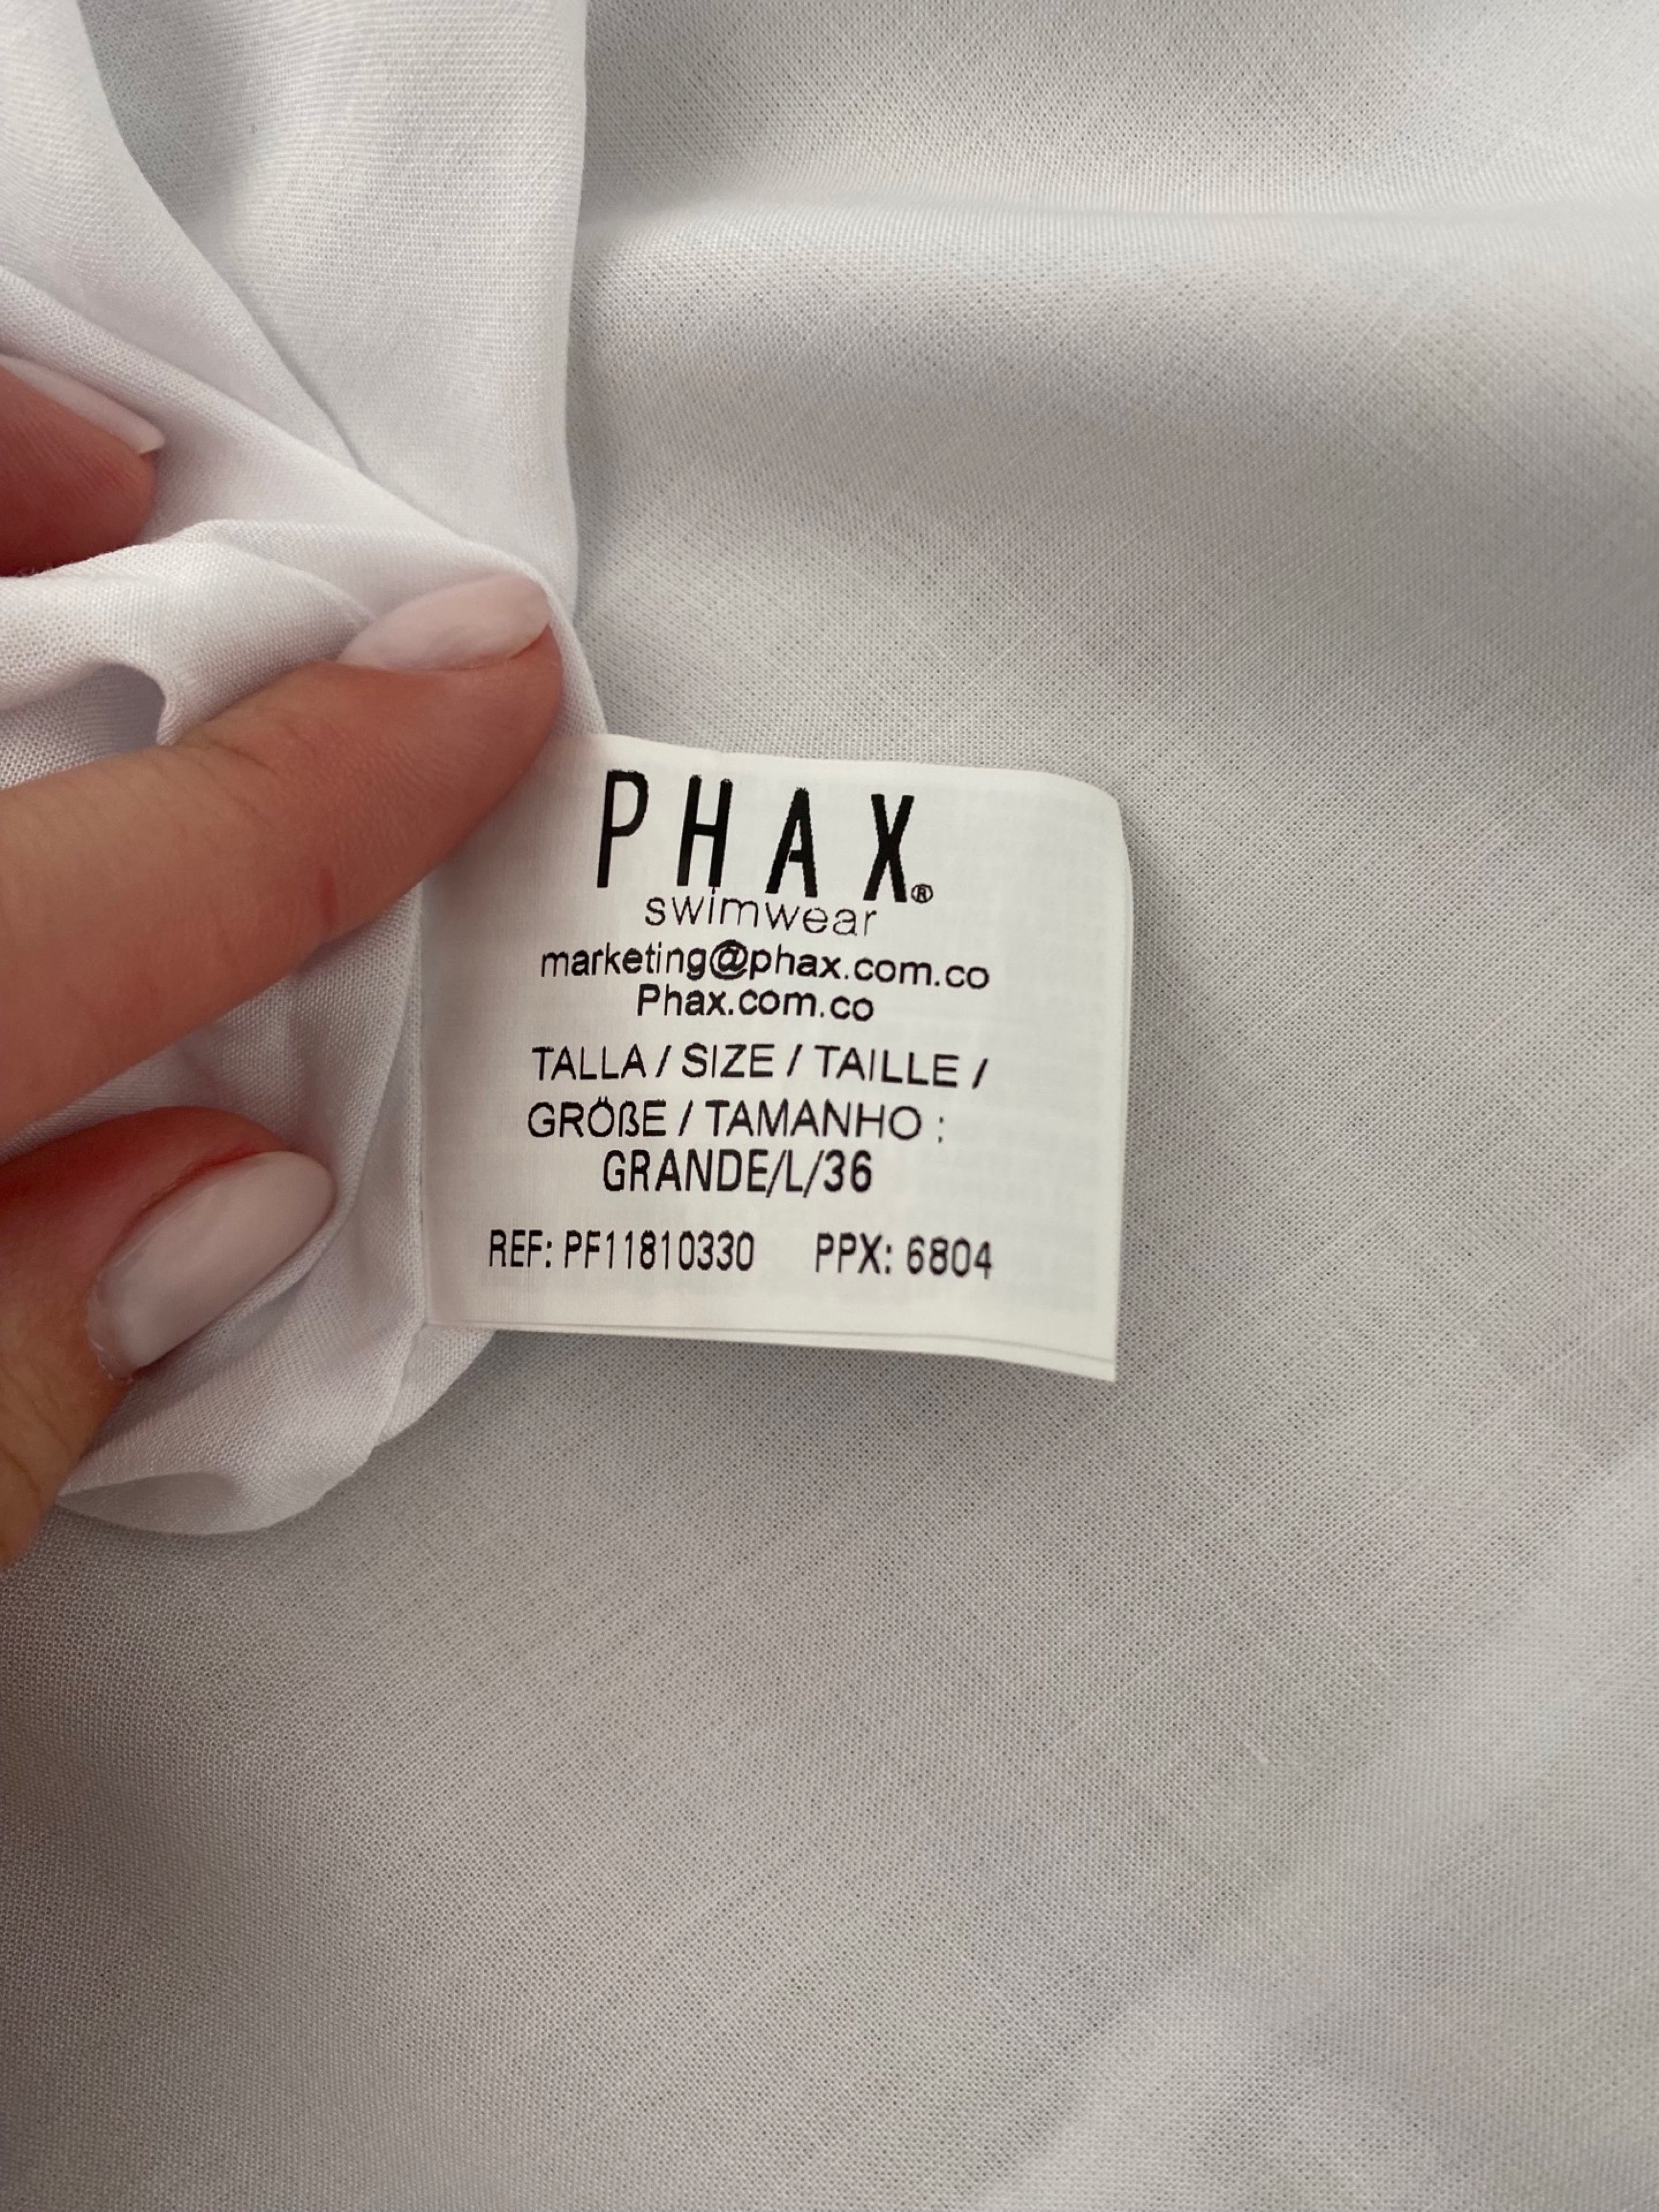 PHAX®
swimwear
marketing@phax.com.co
Phax.com.co
TALLA / SIZE / TAILLE /
GRÖßE / TAMANHO :
GRANDE/L/36
REF: PF11810330 PPX: 6804